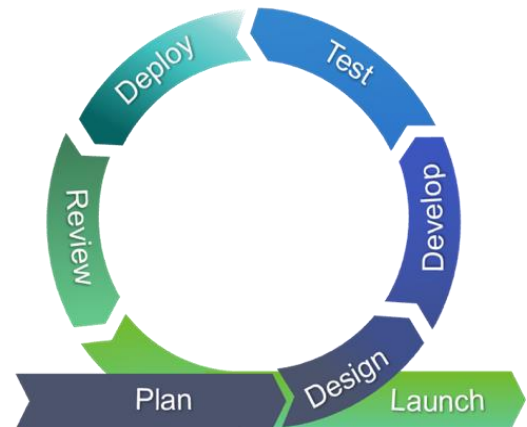 Plan
Design
Develop
Test
Deploy
Review
Launch